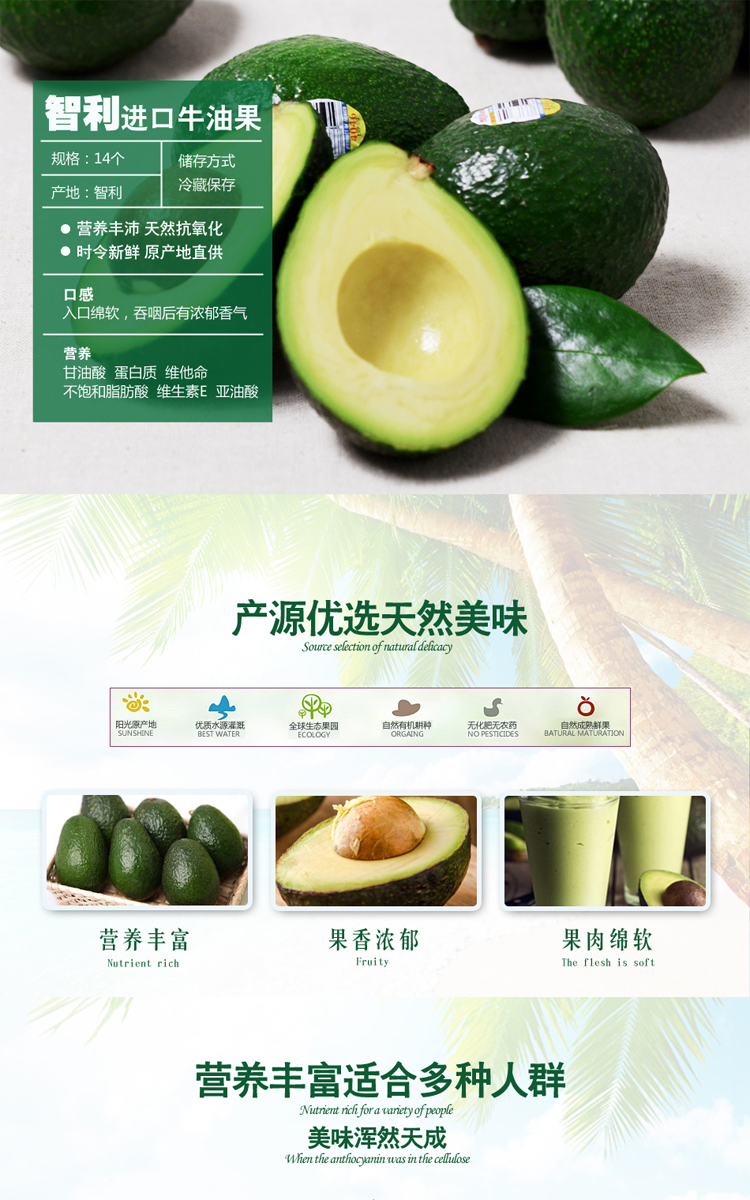 智利进口牛油果
规格：14个
储存方式
冷藏保存
产地：智利
● 营养丰沛 天然抗氧化
● 时令新鲜 原产地直供
口感
入口绵软，吞咽后有浓郁香气
营养
甘油酸 蛋白质 维他命
不饱和脂肪酸 维生素E 亚油酸
产源优选天然美味
Source selection of natural delicacy
阳光原产地
SUNSHINE
优质水源灌溉
BEST WATER
全球生态果园
ECOLOGY
自然有机耕种
ORGAING
无化肥无农药
NO PESTICIDES
自然成熟鲜果
BATURAL MATURATION
营养丰富
Nutrient rich
果香浓郁
Fruity
果肉绵软
The flesh is soft
营养丰富适合多种人群
Nutrient rich for a variety of people
美味浑然天成
When the anthocyanin was in the cellulose